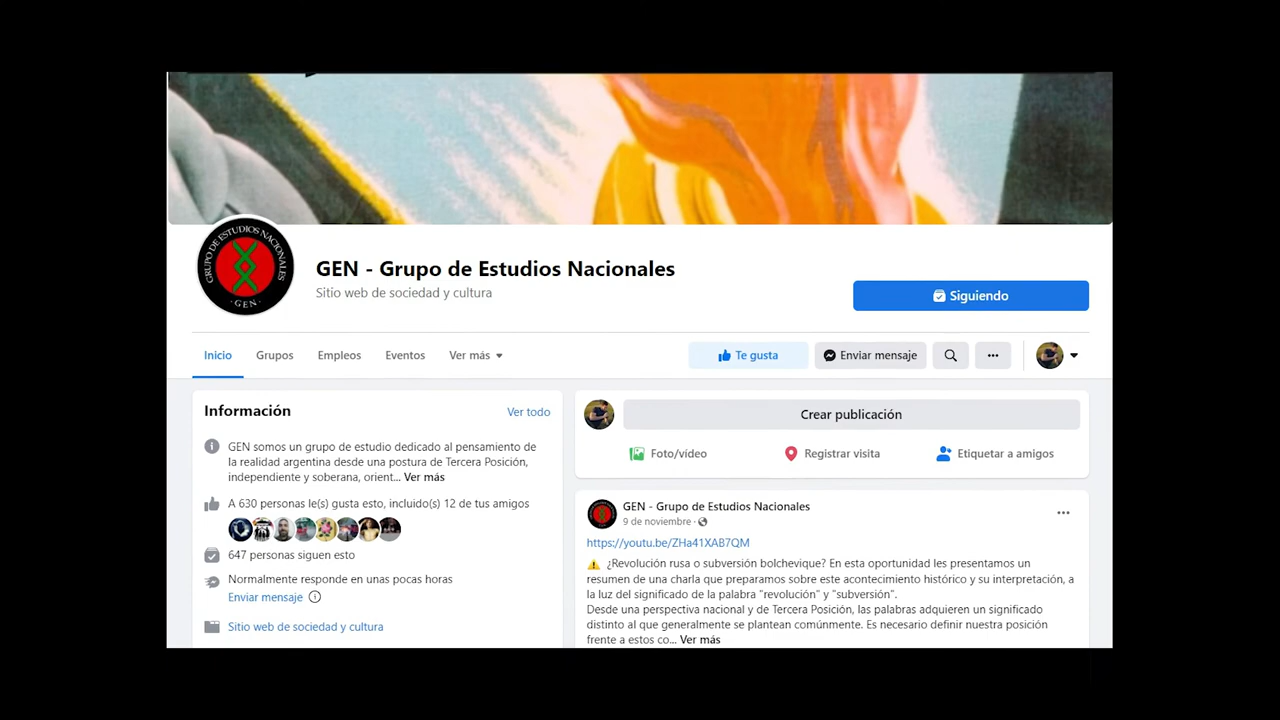 GRUPO DE ESTUDIOS NACIONALES
· GEN ·
GEN - Grupo de Estudios Nacionales
Sitio web de sociedad y cultura
Siguiendo
Inicio
Grupos
Empleos
Eventos
Ver más
Te gusta
Enviar mensaje
Información
Ver todo
GEN somos un grupo de estudio dedicado al pensamiento de
la realidad argentina desde una postura de Tercera Posición,
independiente y soberana, orient... Ver más
A 630 personas le(s) gusta esto, incluido(s) 12 de tus amigos
647 personas siguen esto
Normalmente responde en unas pocas horas
Enviar mensaje
Sitio web de sociedad y cultura
Crear publicación
Foto/vídeo
Registrar visita
Etiquetar a amigos
GEN - Grupo de Estudios Nacionales
9 de noviembre ·
https://youtu.be/ZHa41XAB7QM
¿Revolución rusa o subversión bolchevique? En esta oportunidad les presentamos un
resumen de una charla que preparamos sobre este acontecimiento histórico y su interpretación, a
la luz del significado de la palabra "revolución" y "subversión".
Desde una perspectiva nacional y de Tercera Posición, las palabras adquieren un significado
distinto al que generalmente se plantean comúnmente. Es necesario definir nuestra posición
frente a estos co... Ver más